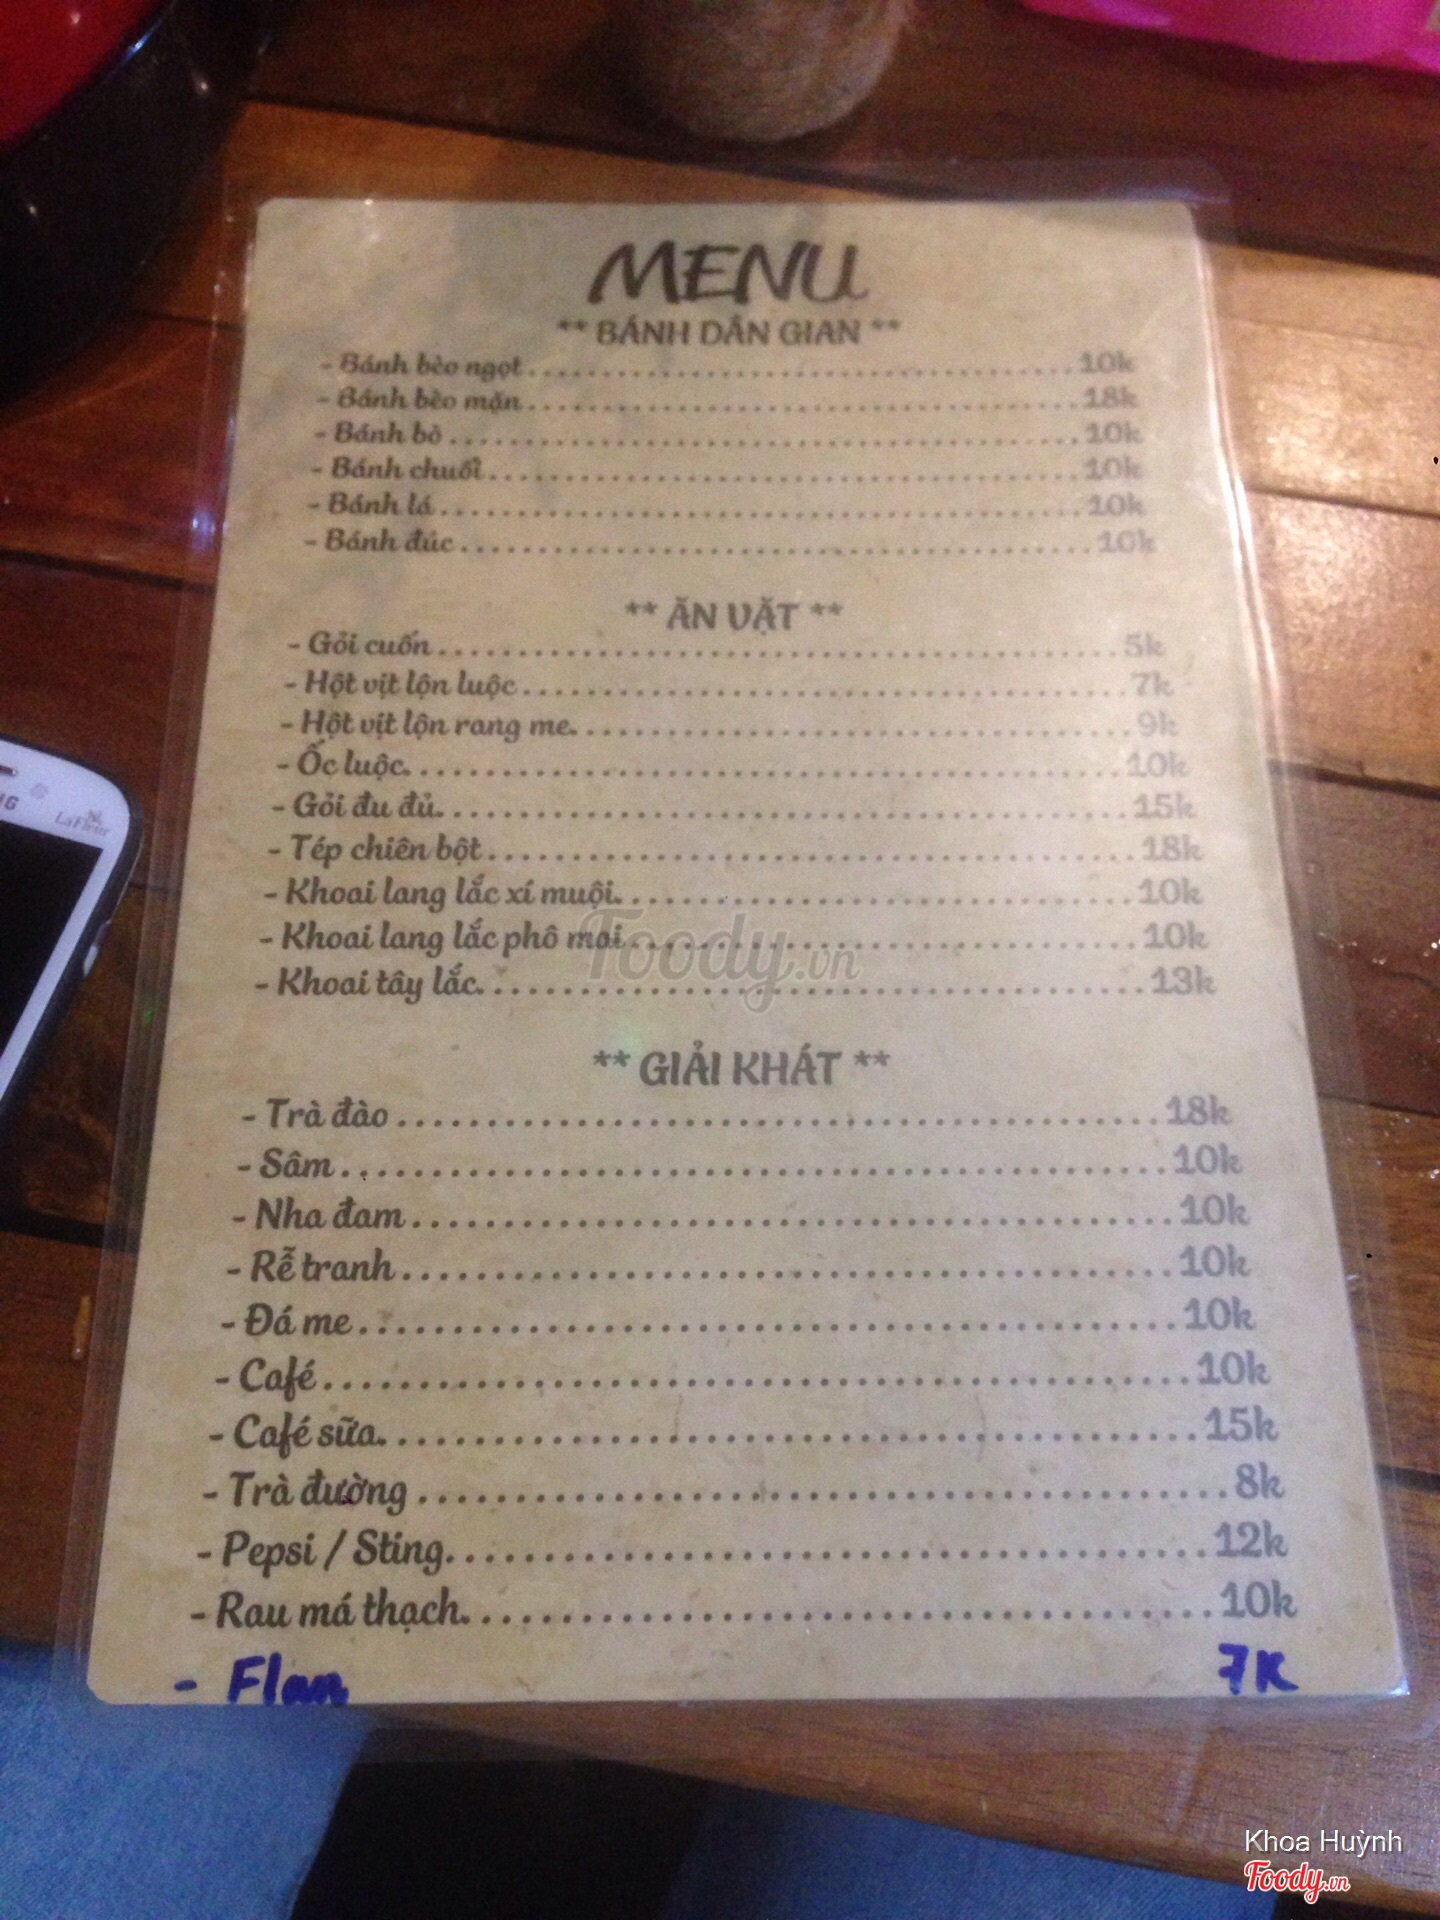 MENU
** BÁNH DÂN GIAN **
- Bánh bèo ngọt 10k
- Bánh bèo mặn 18k
- Bánh bò 10k
- Bánh chuối 10k
- Bánh lá 10k
- Bánh đúc 10k
** ĂN VẶT **
- Gỏi cuốn 5k
- Hột vịt lộn luộc 7k
- Hột vịt lộn rang me 9k
- Ốc luộc 10k
- Gỏi đu đủ 15k
- Tép chiên bột 18k
- Khoai lang lắc xí muội 10k
- Khoai lang lắc phô mai 10k
- Khoai tây lắc 13k
Foody.vn
** GIẢI KHÁT **
- Trà đào 18k
- Sâm 10k
- Nha đam 10k
- Rễ tranh 10k
- Đá me 10k
- Café 10k
- Café sữa 15k
- Trà đường 8k
- Pepsi / Sting 12k
- Rau má thạch 10k
- Flan 7K
La Fleur
Khoa Huỳnh
Foody.vn